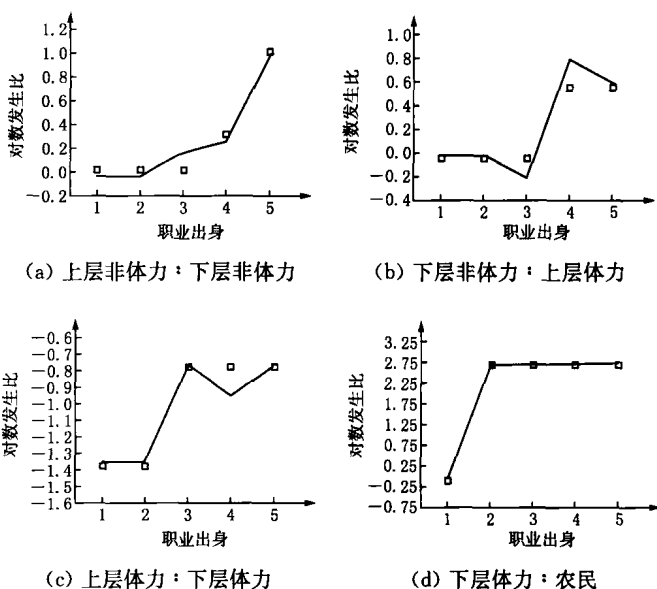 对数发生比
1.2
1.0
0.8
0.6
0.4
0.2
0.0
−0.2
1 2 3 4 5
职业出身
(a) 上层非体力：下层非体力
对数发生比
1.0
0.8
0.6
0.4
0.2
0.0
−0.2
−0.4
1 2 3 4 5
职业出身
(b) 下层非体力：上层体力
对数发生比
−0.6
−0.7
−0.8
−0.9
−1.0
−1.1
−1.2
−1.3
−1.4
−1.5
−1.6
1 2 3 4 5
职业出身
(c) 上层体力：下层体力
对数发生比
3.25
2.75
2.25
1.75
1.25
0.75
0.25
−0.25
−0.75
1 2 3 4 5
职业出身
(d) 下层体力：农民